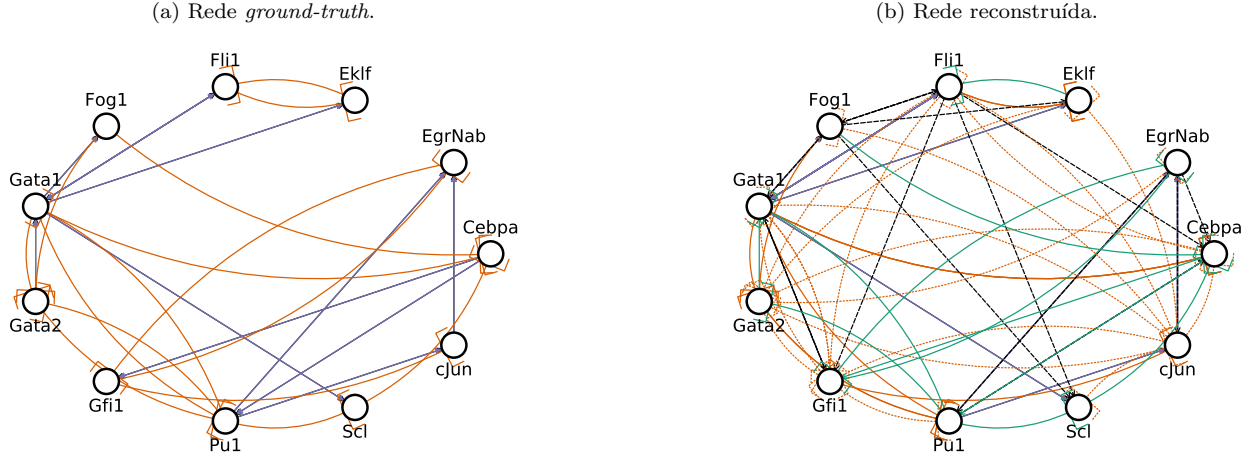 (a) Rede ground-truth.
(b) Rede reconstruída.
Fli1
Eklf
Fog1
EgrNab
Gata1
Cebpa
Gata2
cJun
Gfi1
Scl
Pu1
Fli1
Eklf
Fog1
EgrNab
Gata1
Cebpa
Gata2
cJun
Gfi1
Scl
Pu1